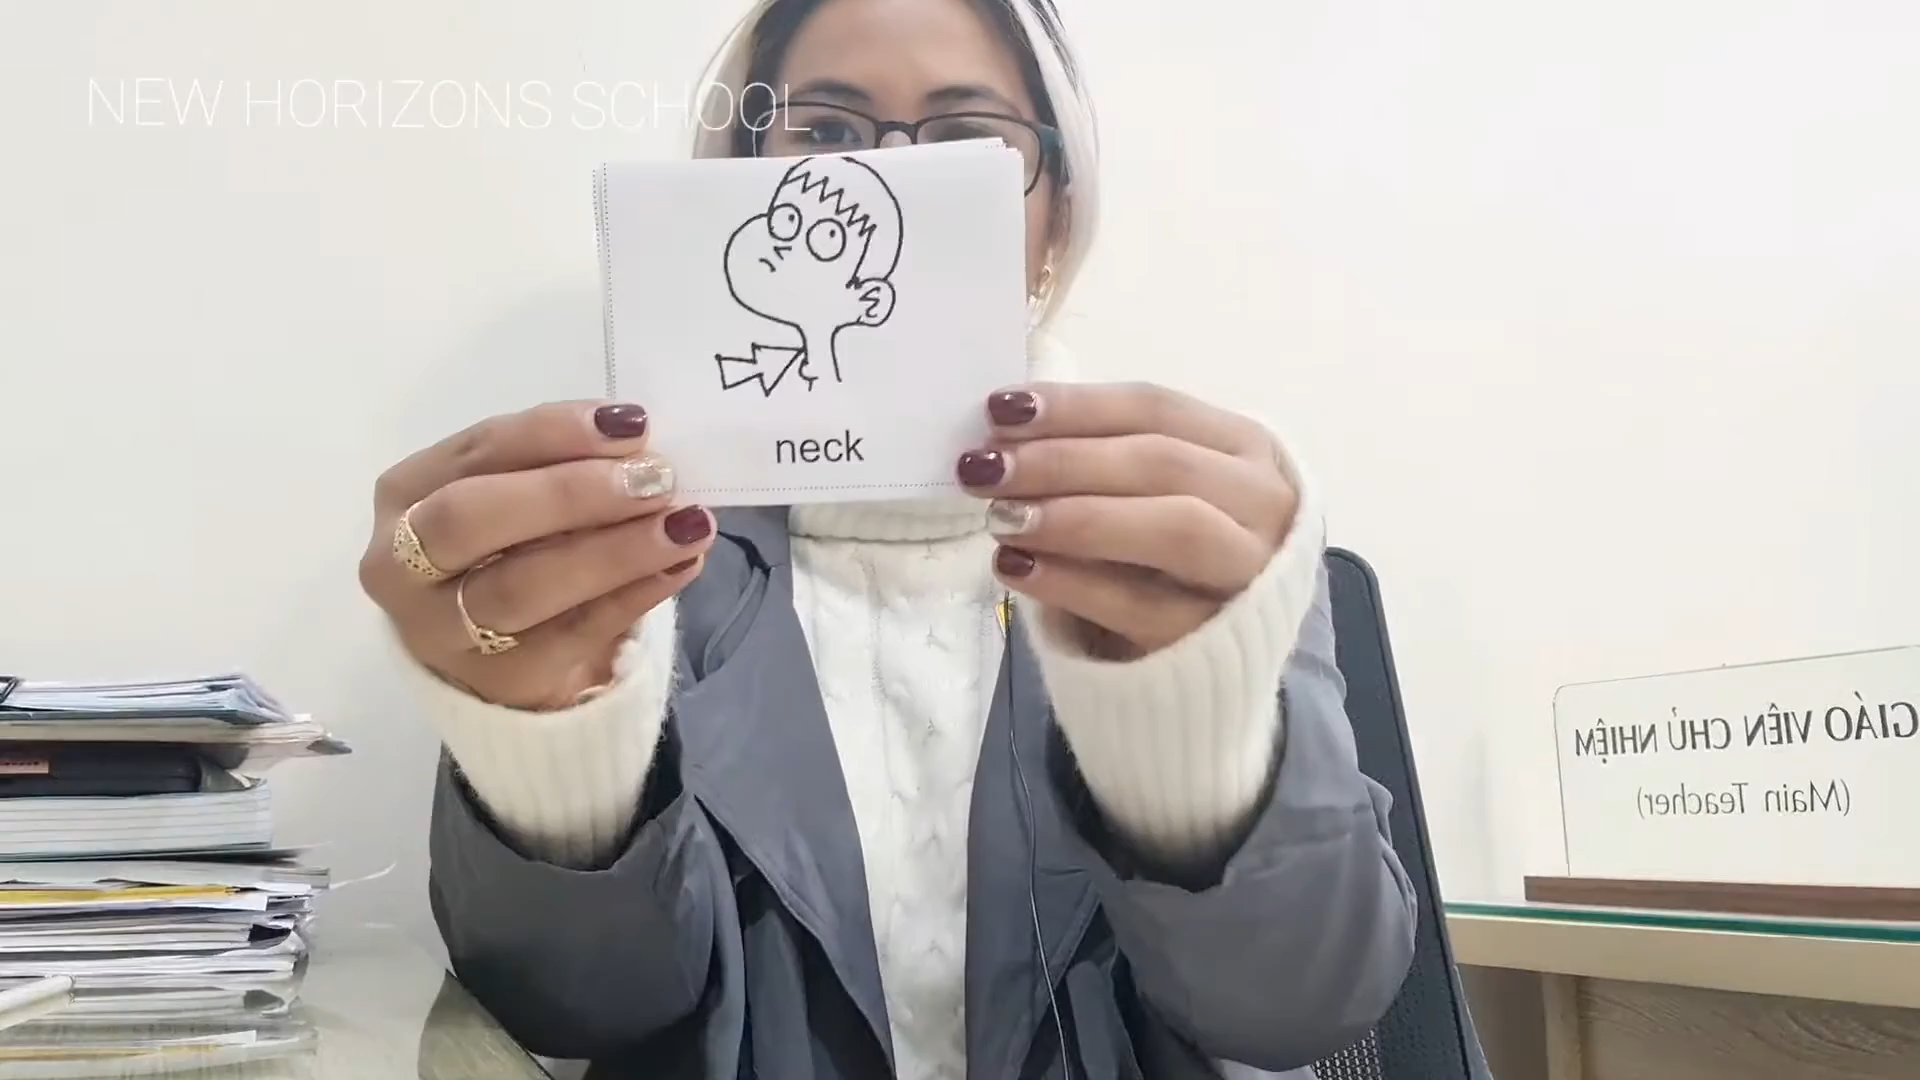 NEW HORIZONS SCHOOL
neck
GIÁO VIÊN CHỦ NHIỆM
(Main Teacher)